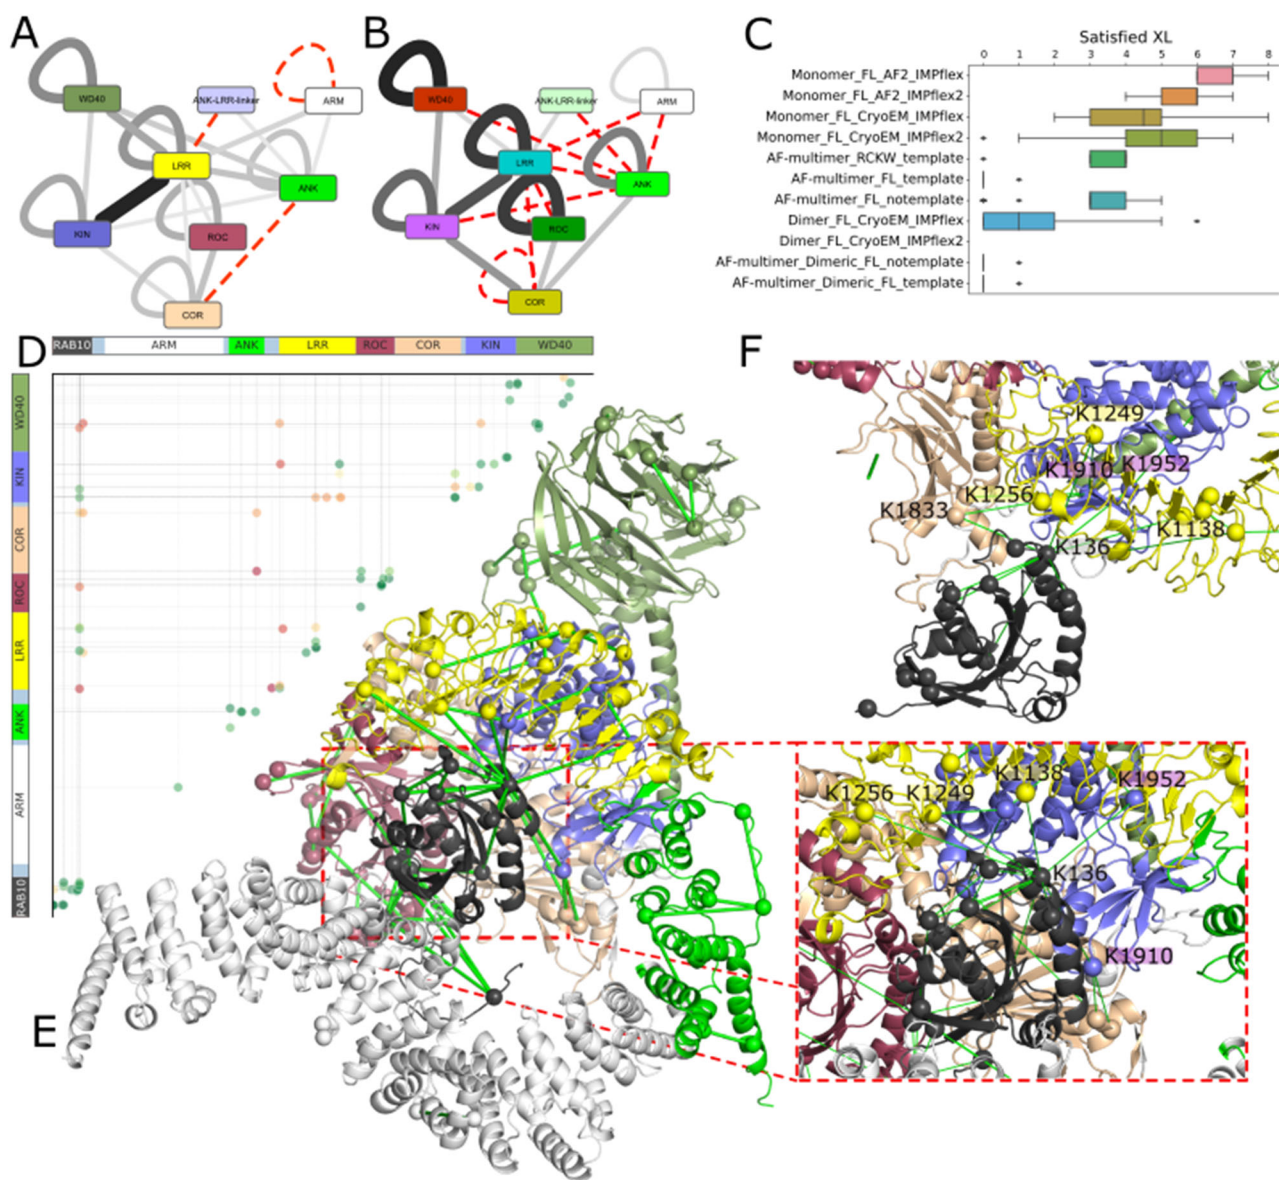 A
WD40
ANK-LRR-linker
ARM
LRR
ANK
KIN
ROC
COR
B
WD40
ANK-LRR-linker
ARM
LRR
ANK
KIN
ROC
COR
C
Satisfied XL
0 1 2 3 4 5 6 7 8
Monomer_FL_AF2_IMPflex
Monomer_FL_AF2_IMPflex2
Monomer_FL_CryoEM_IMPflex
Monomer_FL_CryoEM_IMPflex2
AF-multimer_RCKW_template
AF-multimer_FL_template
AF-multimer_FL_notemplate
Dimer_FL_CryoEM_IMPflex
Dimer_FL_CryoEM_IMPflex2
AF-multimer_Dimeric_FL_notemplate
AF-multimer_Dimeric_FL_template
D
RAB10 ARM ANK LRR ROC COR KIN WD40
WD40
KIN
COR
ROC
LRR
ANK
ARM
RAB10
E
F
K1249
K1910 K1952
K1256
K1833
K136
K1138
K1138
K1952
K1256 K1249
K136
K1910